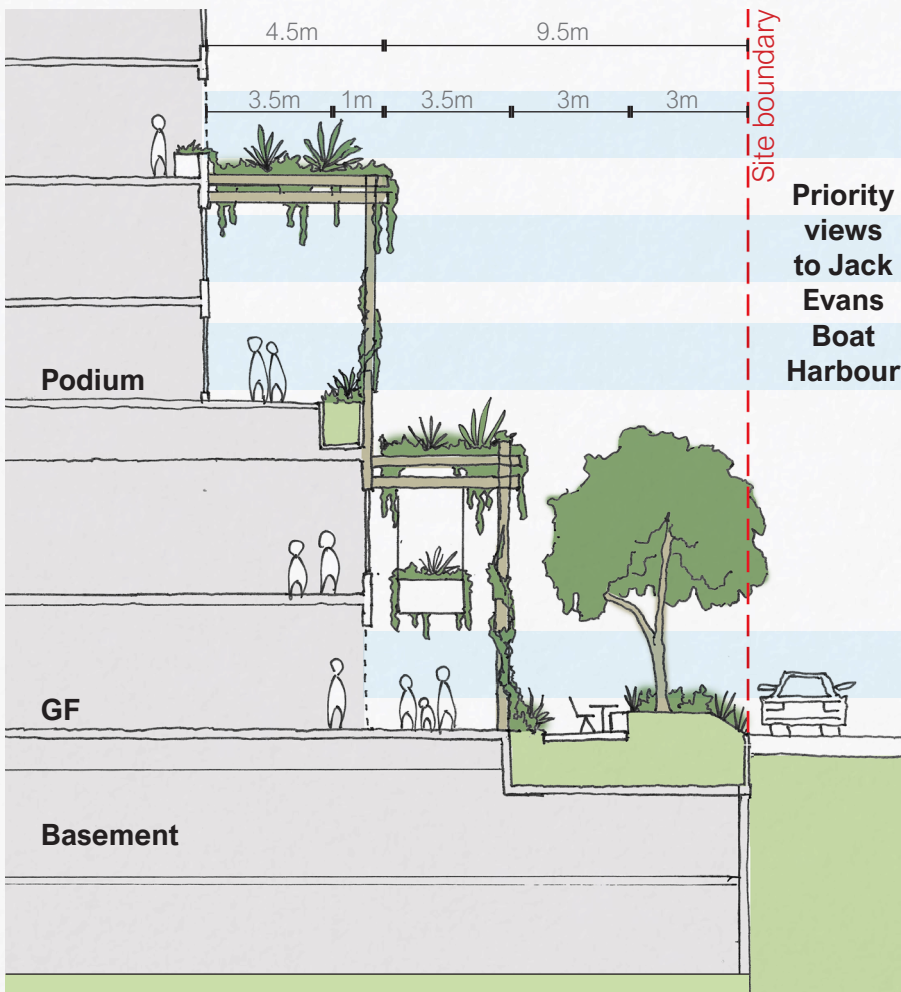 4.5m 9.5m
3.5m 1m 3.5m 3m 3m
Site boundary
Priority
views
to Jack
Evans
Boat
Harbour
Podium
GF
Basement